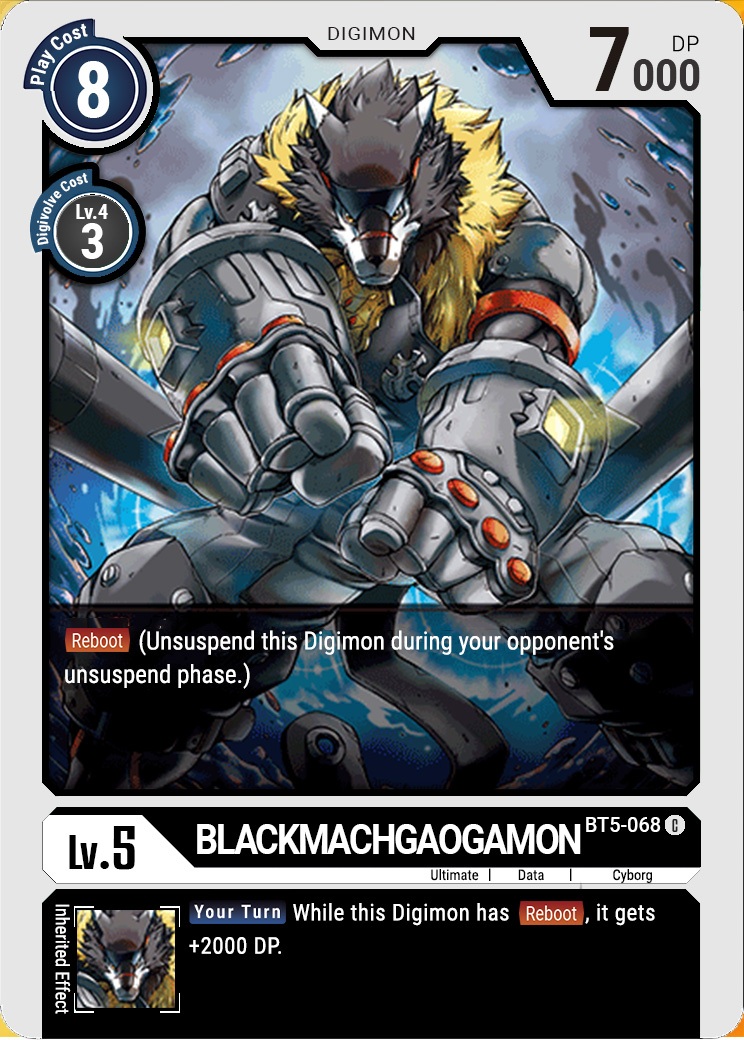 DIGIMON
Play Cost
8
7000
DP
Digivolve Cost
Lv.4
3
Reboot (Unsuspend this Digimon during your opponent's
unsuspend phase.)
Lv.5
BLACKMACHGAOGAMON
BT5-068 C
Ultimate | Data | Cyborg
Inherited Effect
Your Turn While this Digimon has Reboot, it gets
+2000 DP.